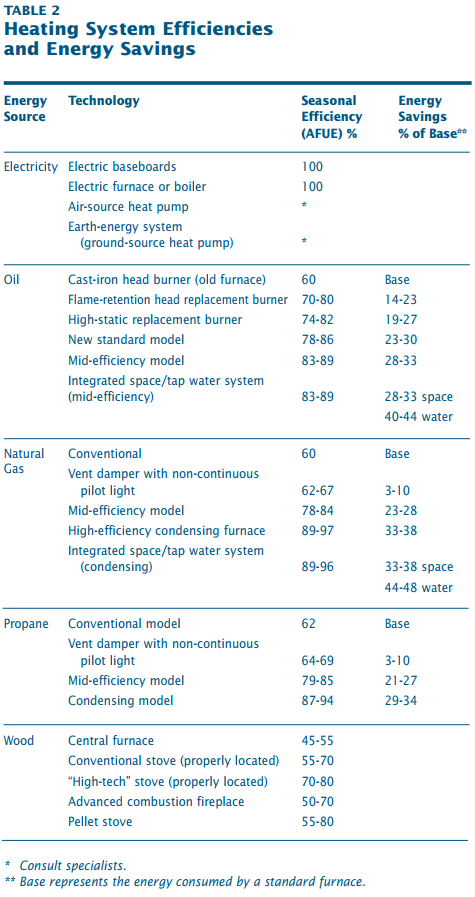 TABLE 2
Heating System Efficiencies
and Energy Savings
Energy Source Technology Seasonal Efficiency (AFUE) % Energy Savings % of Base**
Electricity Electric baseboards 100
Electric furnace or boiler 100
Air-source heat pump *
Earth-energy system
(ground-source heat pump) *
Oil Cast-iron head burner (old furnace) 60 Base
Flame-retention head replacement burner 70-80 14-23
High-static replacement burner 74-82 19-27
New standard model 78-86 23-30
Mid-efficiency model 83-89 28-33
Integrated space/tap water system
(mid-efficiency) 83-89 28-33 space
40-44 water
Natural Gas Conventional 60 Base
Vent damper with non-continuous
pilot light 62-67 3-10
Mid-efficiency model 78-84 23-28
High-efficiency condensing furnace 89-97 33-38
Integrated space/tap water system
(condensing) 89-96 33-38 space
44-48 water
Propane Conventional model 62 Base
Vent damper with non-continuous
pilot light 64-69 3-10
Mid-efficiency model 79-85 21-27
Condensing model 87-94 29-34
Wood Central furnace 45-55
Conventional stove (properly located) 55-70
“High-tech” stove (properly located) 70-80
Advanced combustion fireplace 50-70
Pellet stove 55-80
* Consult specialists.
** Base represents the energy consumed by a standard furnace.